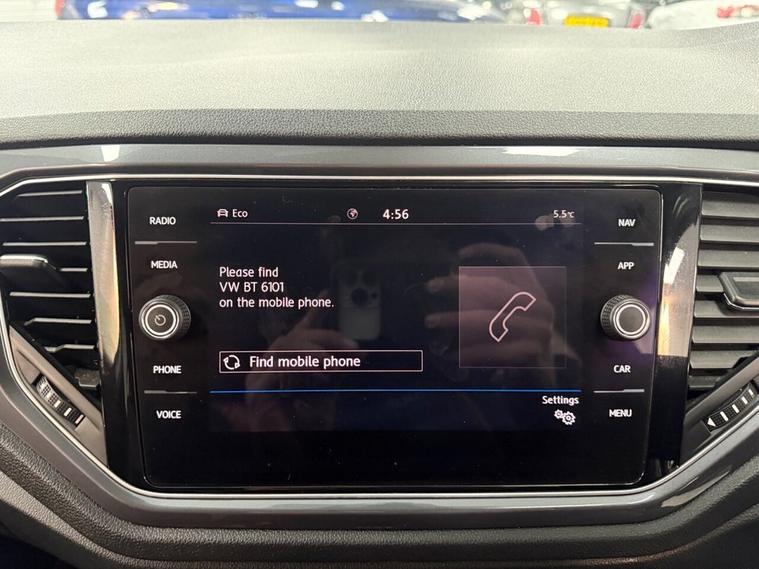 RADIO
MEDIA
PHONE
VOICE
Eco
4:56
5.5°C
Please find
VW BT 6101
on the mobile phone.
Find mobile phone
Settings
NAV
APP
CAR
MENU